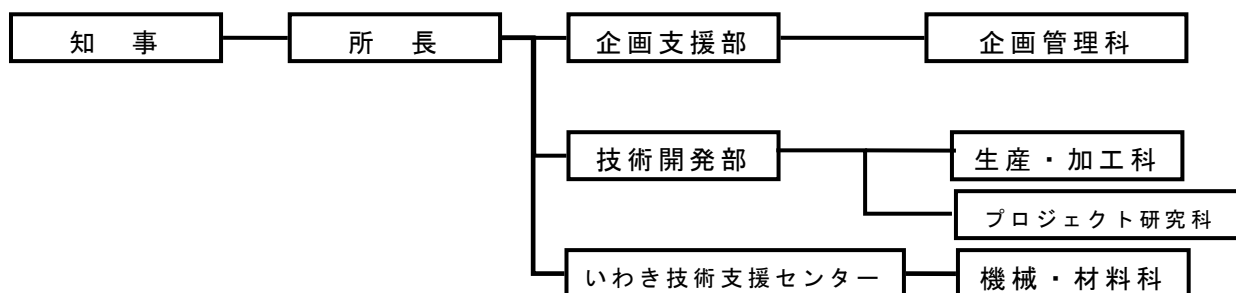 知　事
所　長
企画支援部
企画管理科
技術開発部
生産・加工科
プロジェクト研究科
いわき技術支援センター
機械・材料科